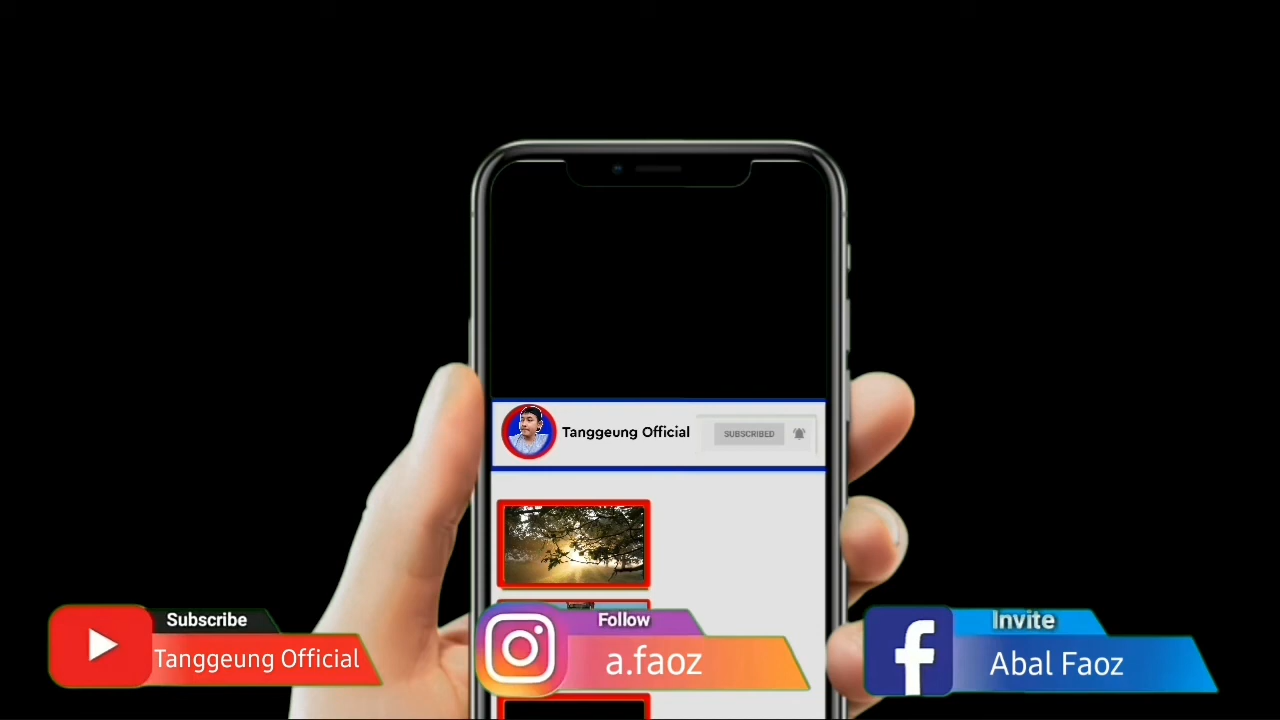 Tanggeung Official
SUBSCRIBED
Subscribe
Tanggeung Official
Follow
a.faoz
Invite
Abal Faoz